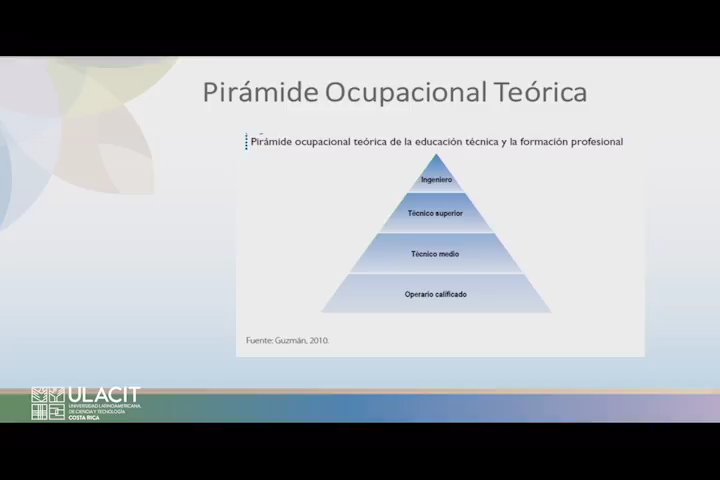 Pirámide Ocupacional Teórica
Pirámide ocupacional teórica de la educación técnica y la formación profesional
Ingeniero
Técnico superior
Técnico medio
Operario calificado
Fuente: Guzmán, 2010.
ULACIT
UNIVERSIDAD LATINOAMERICANA
DE CIENCIA Y TECNOLOGÍA
COSTA RICA